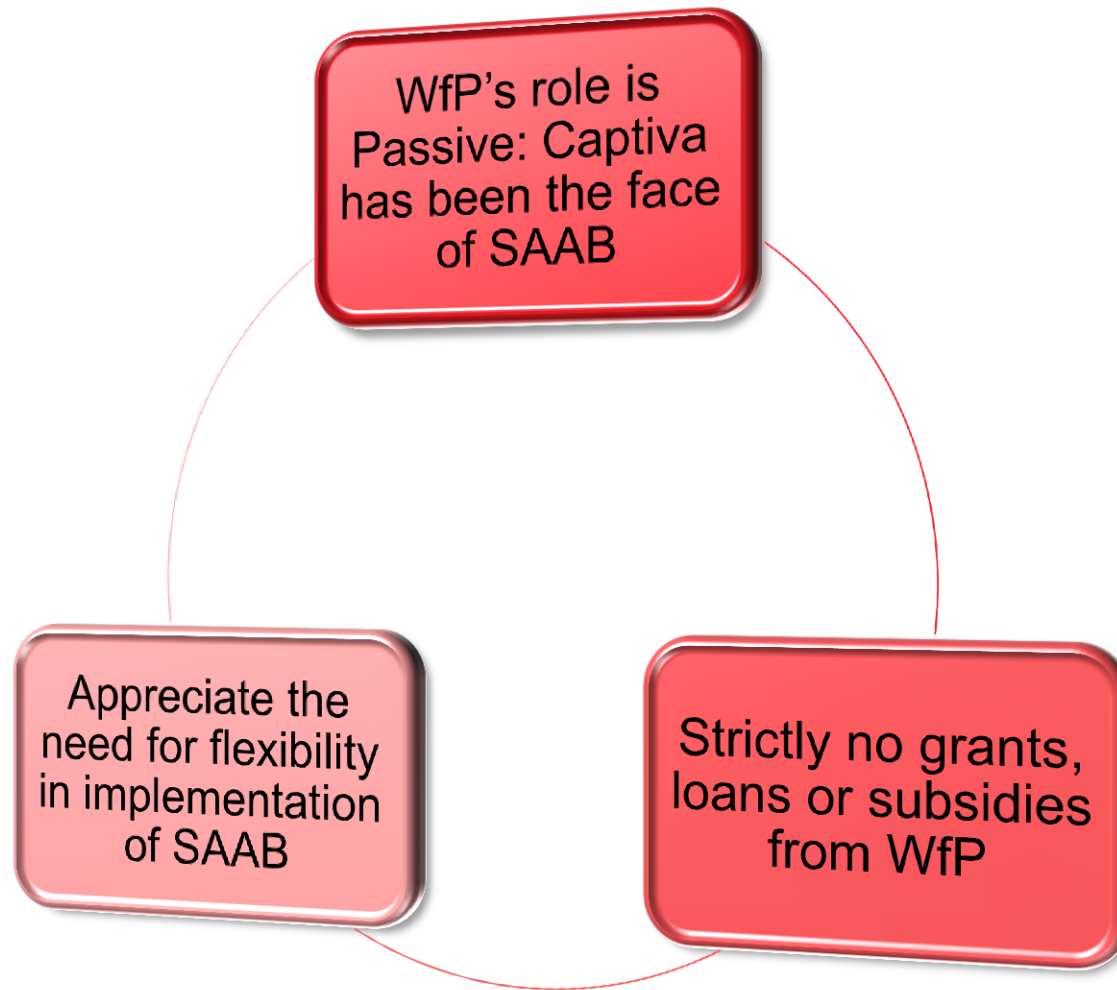 WfP’s role is
Passive: Captiva
has been the face
of SAAB
Strictly no grants,
loans or subsidies
from WfP
Appreciate the
need for flexibility
in implementation
of SAAB